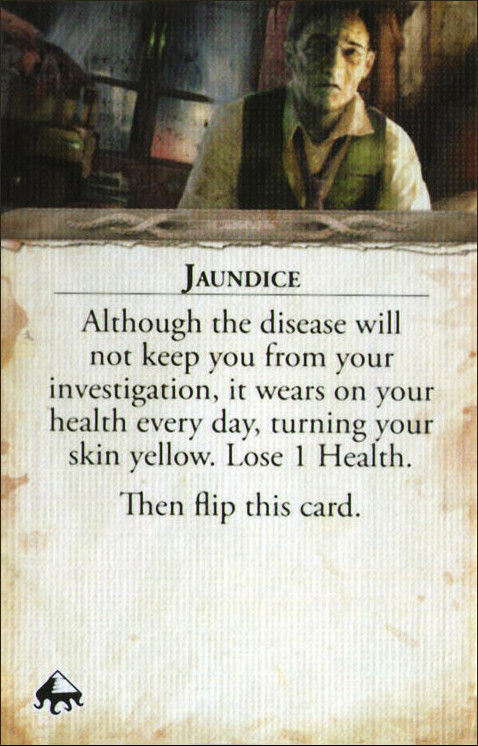 Jaundice
Although the disease will
not keep you from your
investigation, it wears on your
health every day, turning your
skin yellow. Lose 1 Health.
Then flip this card.